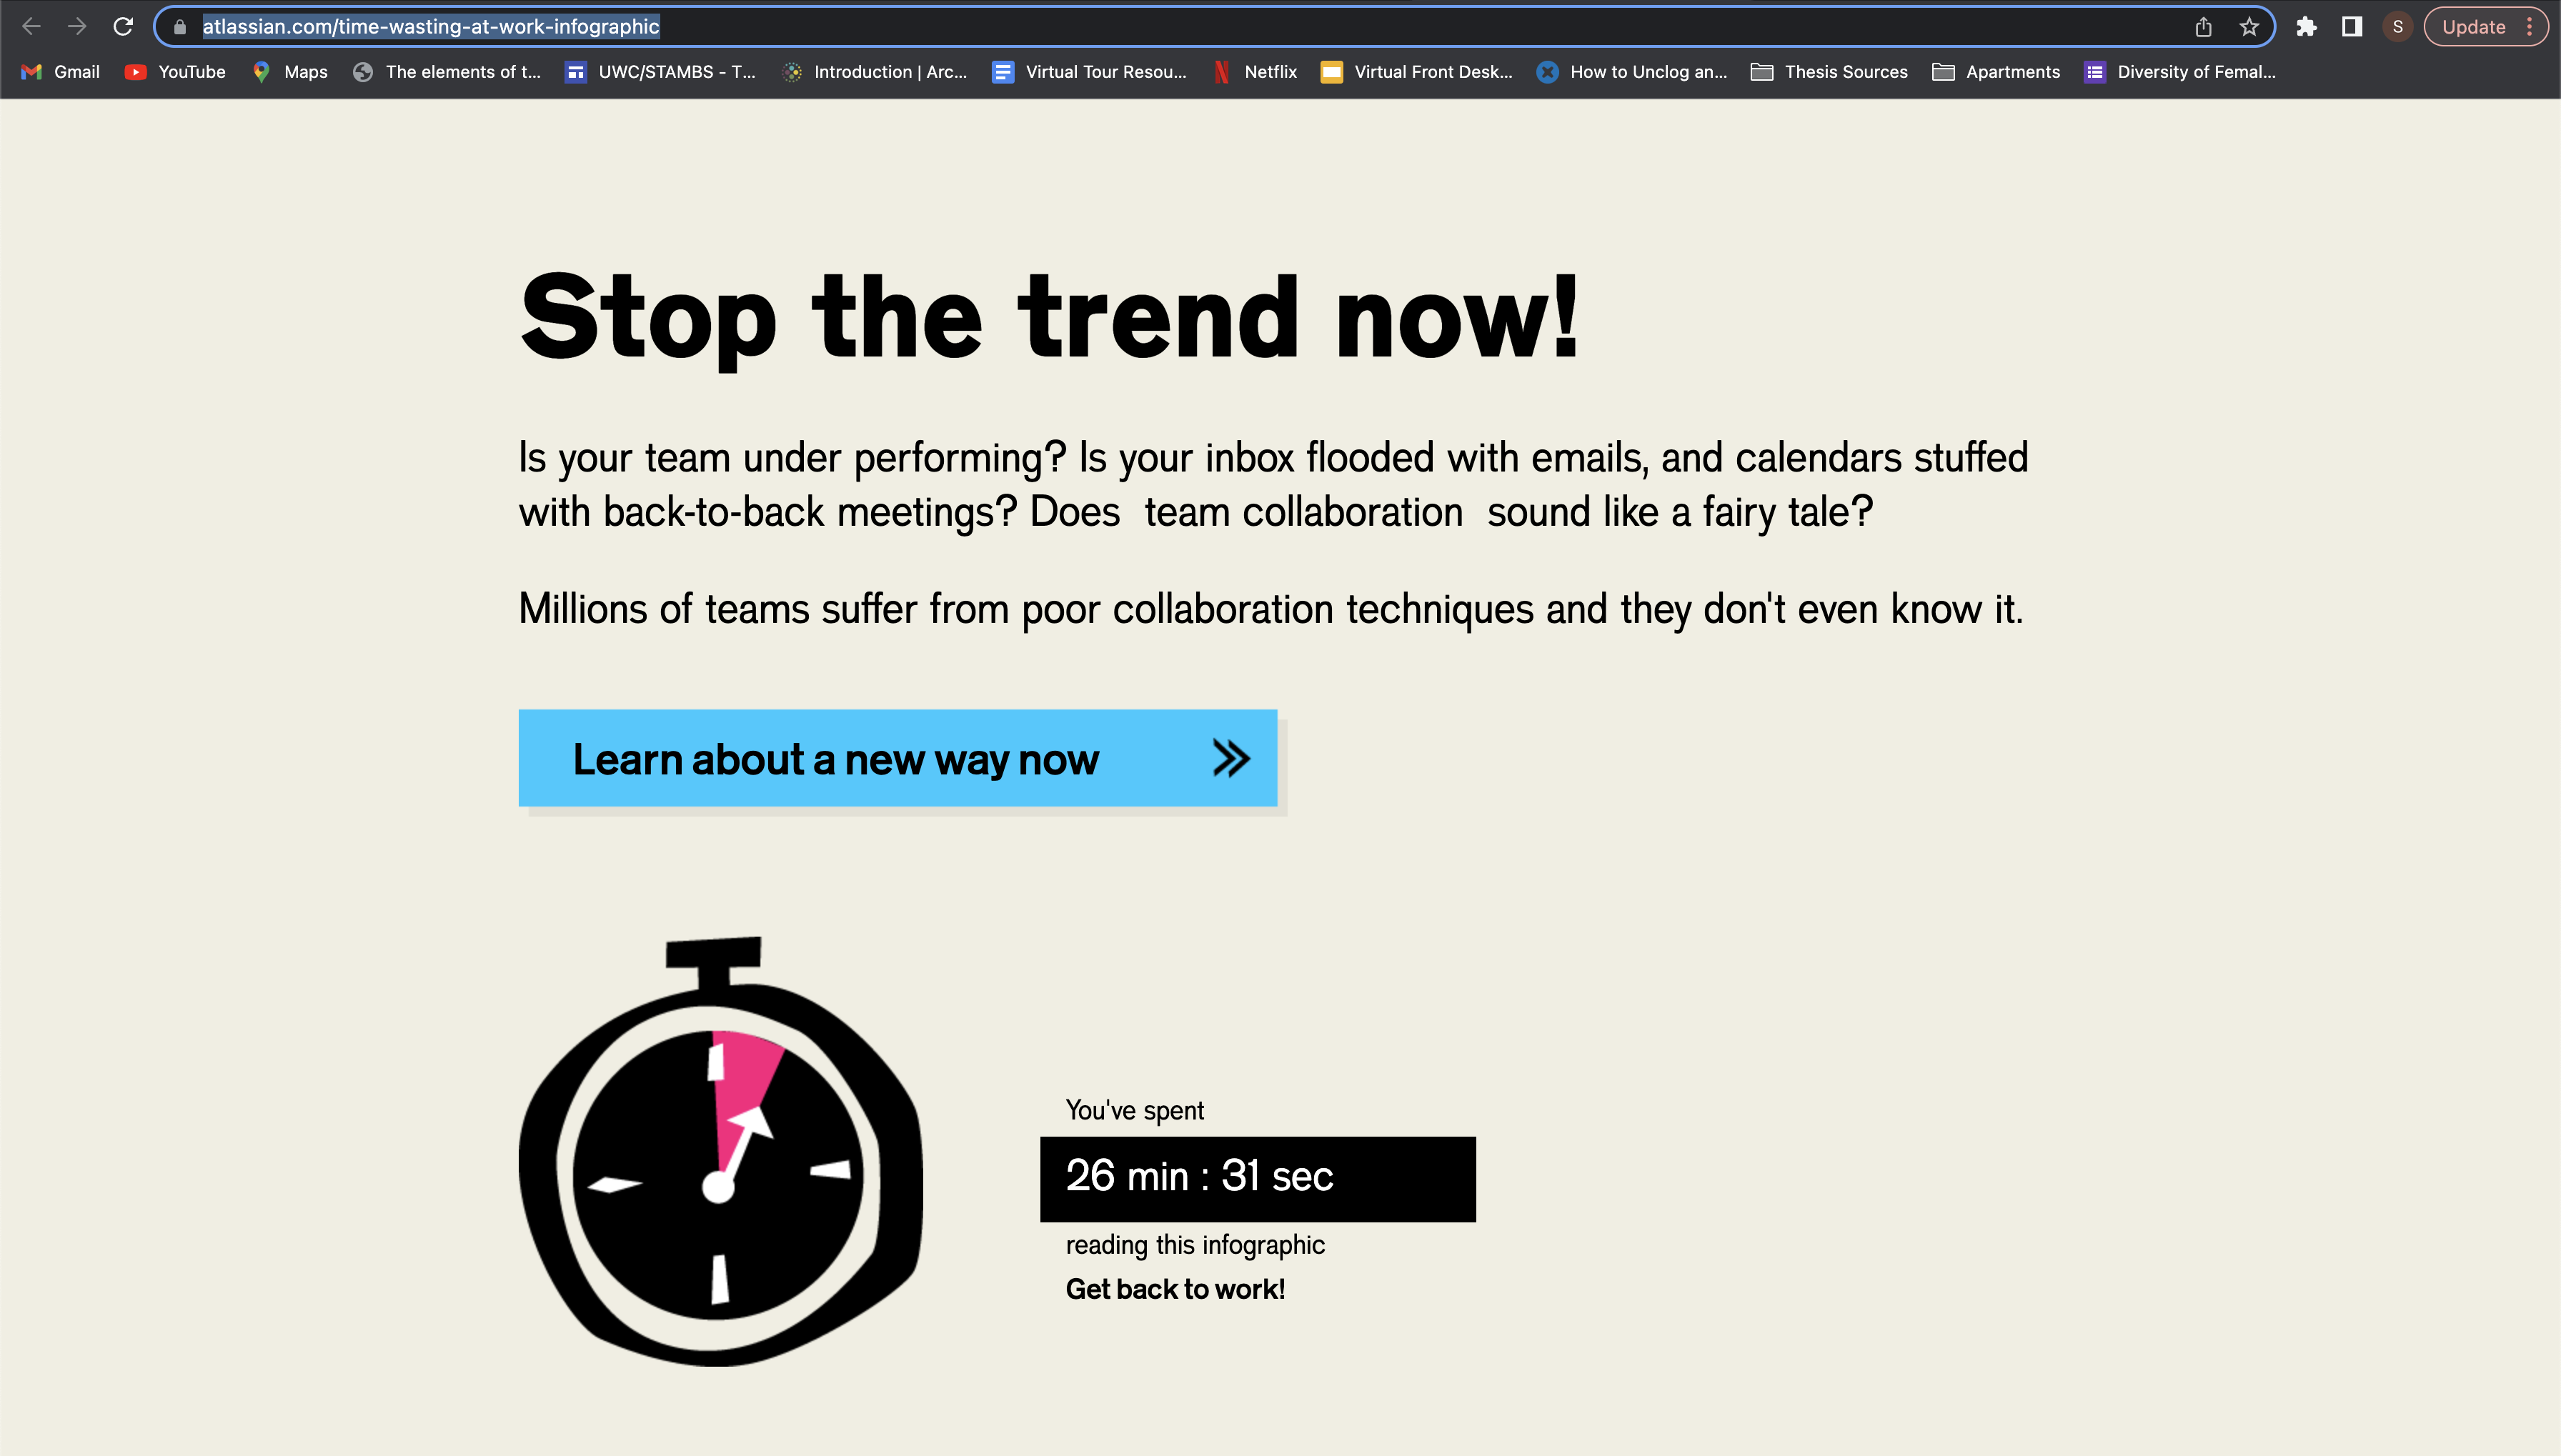 atlassian.com/time-wasting-at-work-infographic
S
Update
Gmail
YouTube
Maps
The elements of t...
UWC/STAMBS - T...
Introduction | Arc...
Virtual Tour Resou...
Netflix
Virtual Front Desk...
How to Unclog an...
Thesis Sources
Apartments
Diversity of Femal...
Stop the trend now!
Is your team under performing? Is your inbox flooded with emails, and calendars stuffed
with back-to-back meetings? Does team collaboration sound like a fairy tale?
Millions of teams suffer from poor collaboration techniques and they don't even know it.
Learn about a new way now
You've spent
26 min : 31 sec
reading this infographic
Get back to work!